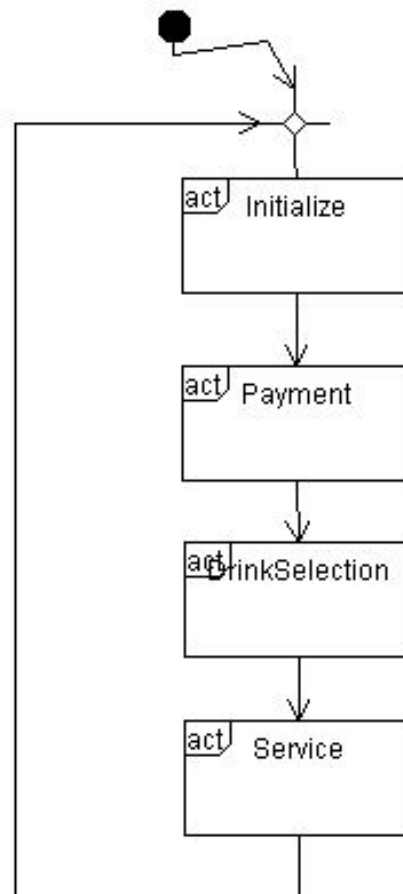 act
Initialize
act
Payment
act
DrinkSelection
act
Service